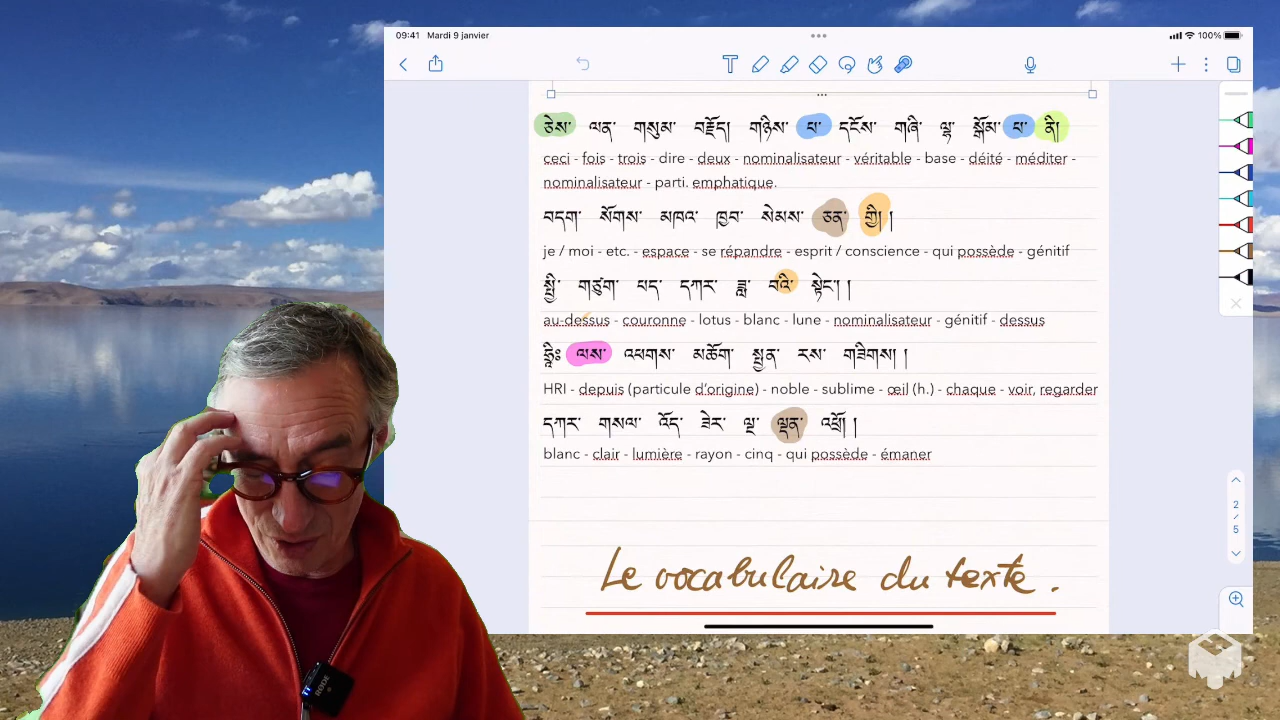 09:41 Mardi 9 janvier
100%
ཅེས་ ལན་ གསུམ་ བརྗོད། གཉིས་ པ་ དངོས་ གཞི་ ལྷ་ སྒོམ་ པ་ ནི།
ceci - fois - trois - dire - deux - nominalisateur - véritable - base - déité - méditer -
nominalisateur - parti. emphatique.
བདག་ སོགས་ མཁའ་ ཁྱབ་ སེམས་ ཅན་ གྱི། །
je / moi - etc. - espace - se répandre - esprit / conscience - qui possède - génitif
སྤྱི་ གཙུག་ པད་ དཀར་ ཟླ་ བའི་ སྟེང་། །
au-dessus - couronne - lotus - blanc - lune - nominalisateur - génitif - dessus
ཧྲཱིཿ ལས་ འཕགས་ མཆོག་ སྤྱན་ རས་ གཟིགས། །
HRI - depuis (particule d'origine) - noble - sublime - œil (h.) - chaque - voir, regarder
དཀར་ གསལ་ འོད་ ཟེར་ ལྔ་ ལྡན་ འཕྲོ། །
blanc - clair - lumière - rayon - cinq - qui possède - émaner
2
/
5
Le vocabulaire du texte.
RØDE